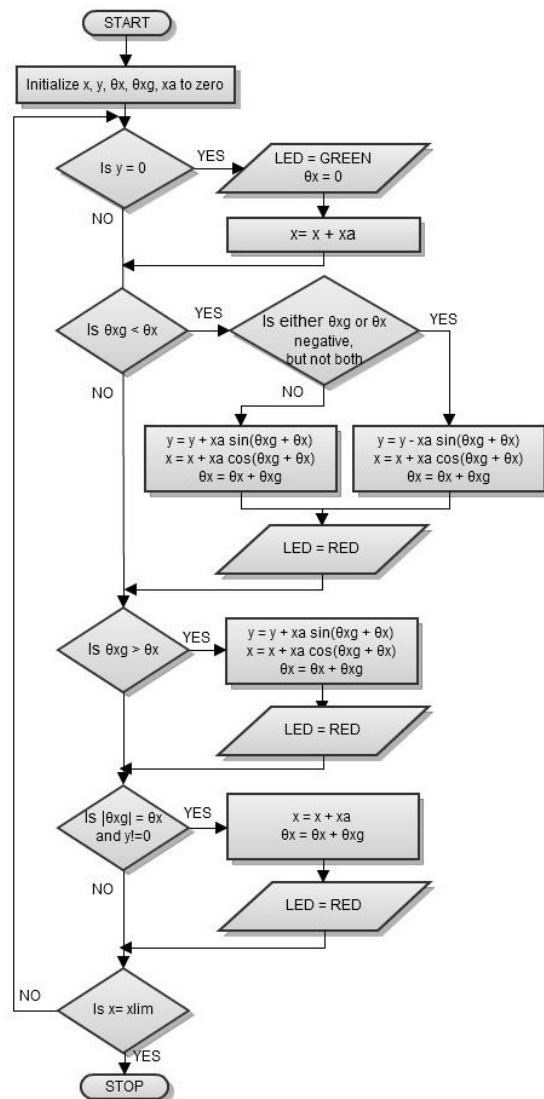 START
Initialize x, y, θx, θxg, xa to zero
Is y = 0
YES
LED = GREEN
θx = 0
NO
x= x + xa
Is θxg < θx
YES
Is either θxg or θx
negative,
but not both
YES
NO
NO
y = y + xa sin(θxg + θx)
x = x + xa cos(θxg + θx)
θx = θx + θxg
y = y - xa sin(θxg + θx)
x = x + xa cos(θxg + θx)
θx = θx + θxg
LED = RED
Is θxg > θx
YES
y = y + xa sin(θxg + θx)
x = x + xa cos(θxg + θx)
θx = θx + θxg
LED = RED
Is |θxg| = θx
and y!=0
YES
x = x + xa
θx = θx + θxg
NO
LED = RED
Is x= xlim
NO
YES
STOP